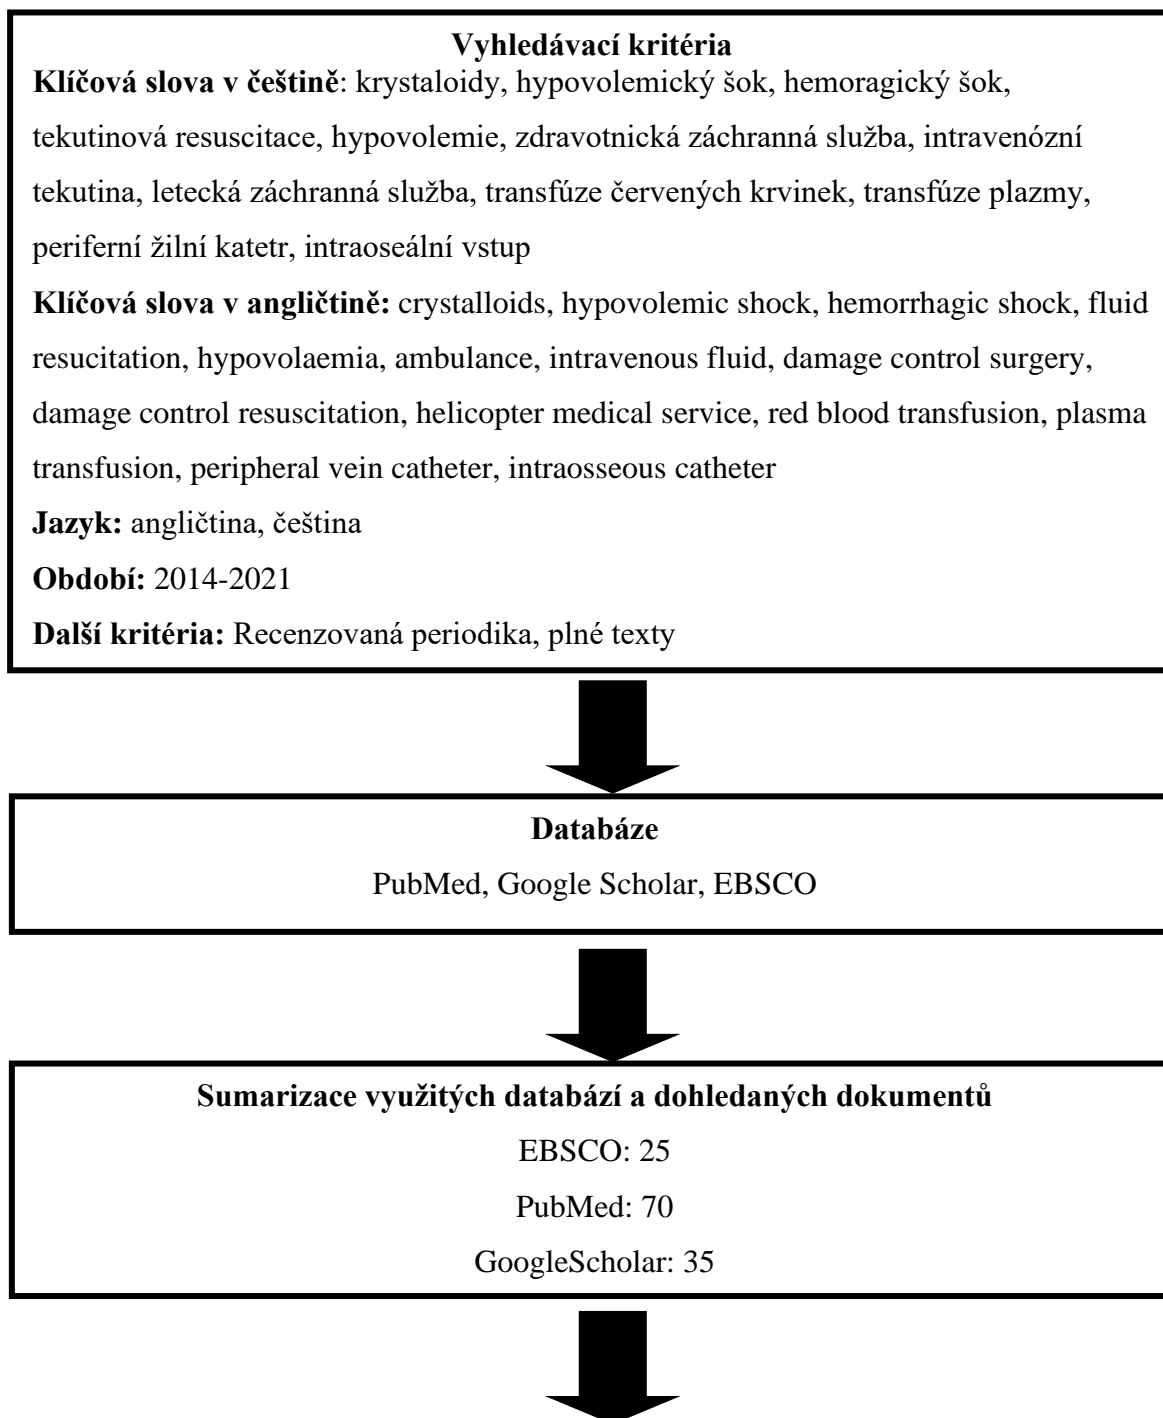 Vyhledávací kritéria
Klíčová slova v češtině: krystaloidy, hypovolemický šok, hemoragický šok,
tekutinová resuscitace, hypovolemie, zdravotnická záchranná služba, intravenózní
tekutina, letecká záchranná služba, transfúze červených krvinek, transfúze plazmy,
periferní žilní katetr, intraoseální vstup
Klíčová slova v angličtině: crystalloids, hypovolemic shock, hemorrhagic shock, fluid
resucitation, hypovolaemia, ambulance, intravenous fluid, damage control surgery,
damage control resuscitation, helicopter medical service, red blood transfusion, plasma
transfusion, peripheral vein catheter, intraosseous catheter
Jazyk: angličtina, čeština
Období: 2014-2021
Další kritéria: Recenzovaná periodika, plné texty
Databáze
PubMed, Google Scholar, EBSCO
Sumarizace využitých databází a dohledaných dokumentů
EBSCO: 25
PubMed: 70
GoogleScholar: 35